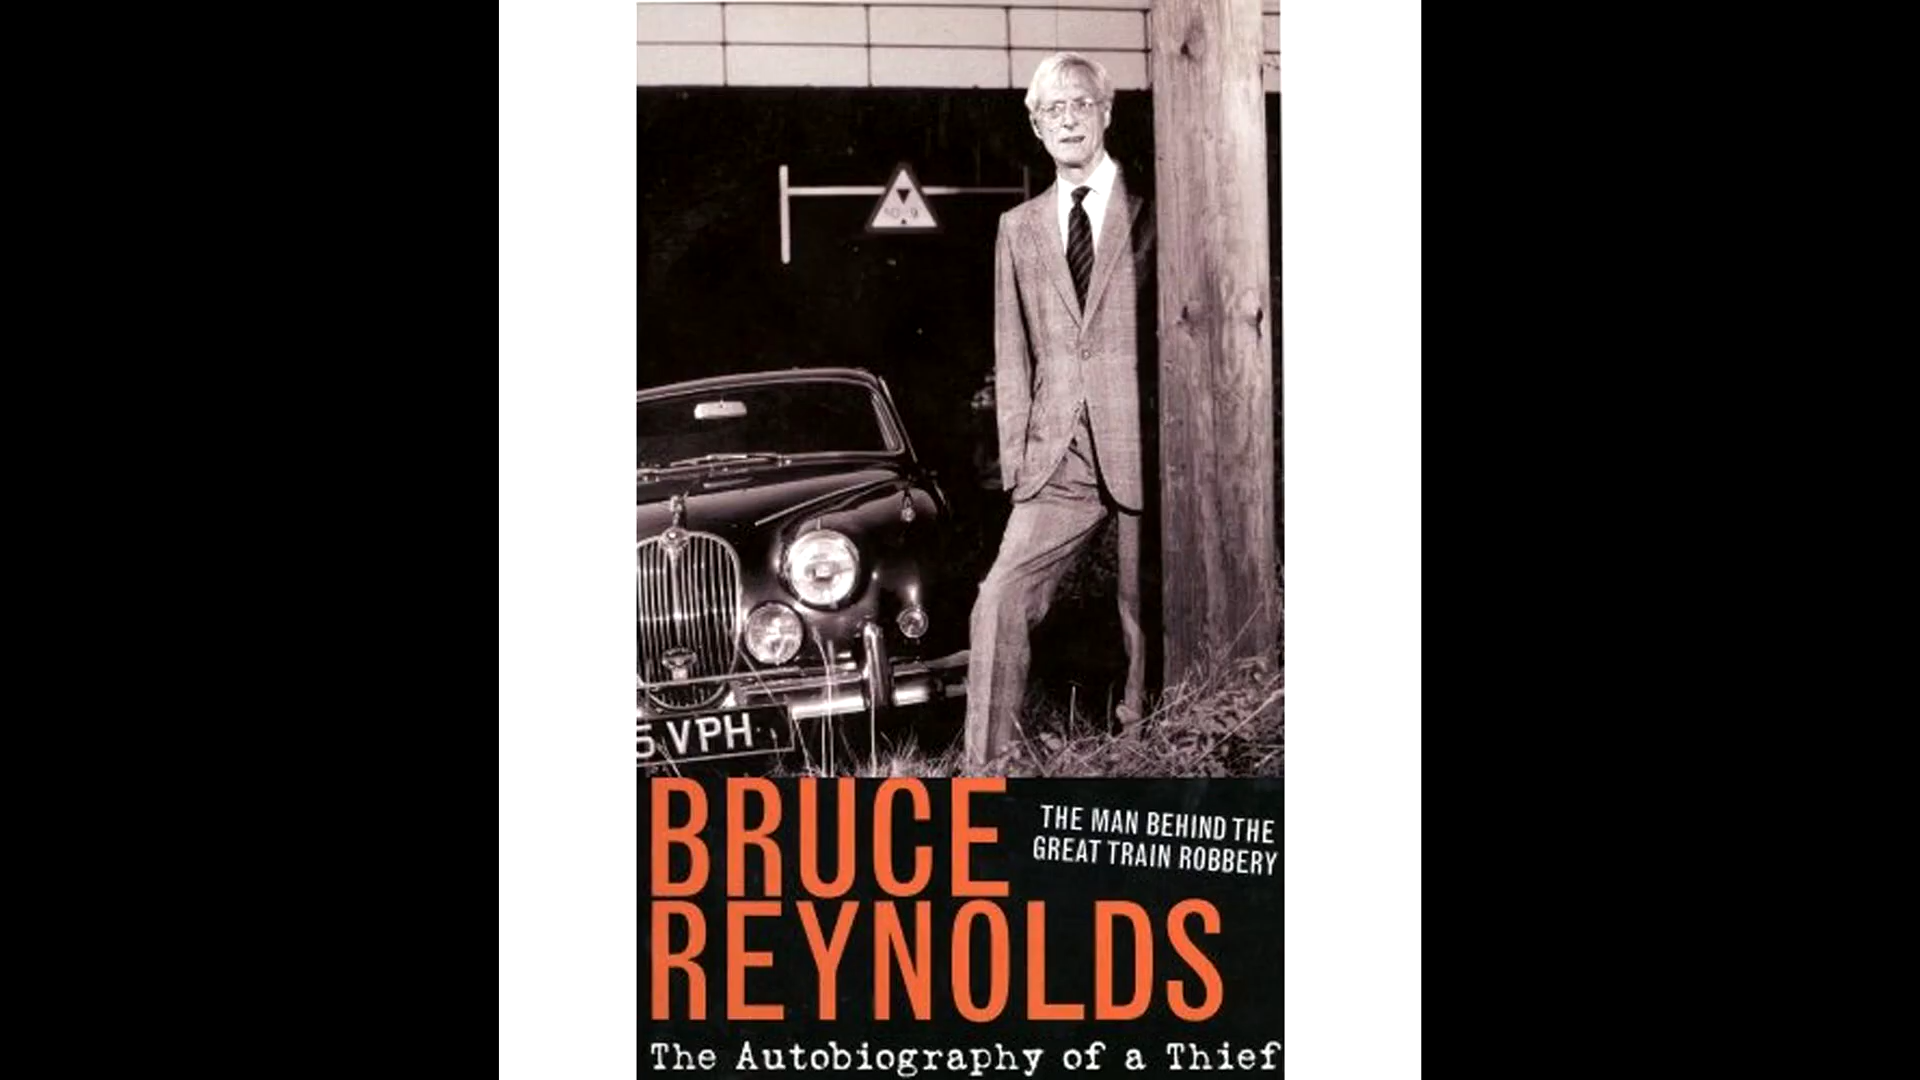 5 VPH
BRUCE
REYNOLDS
THE MAN BEHIND THE
GREAT TRAIN ROBBERY
The Autobiography of a Thief